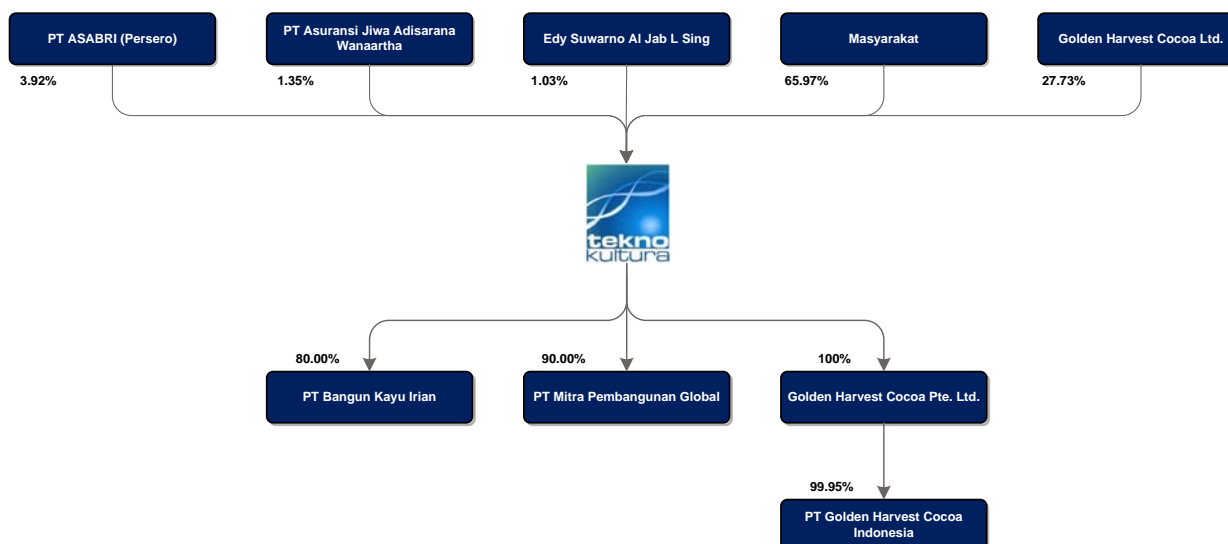 PT ASABRI (Persero)
PT Asuransi Jiwa Adisarana
Wanaartha
Edy Suwarno Al Jab L Sing
Masyarakat
Golden Harvest Cocoa Ltd.
3.92%
1.35%
1.03%
65.97%
27.73%
tekno
kultura
80.00%
90.00%
100%
PT Bangun Kayu Irian
PT Mitra Pembangunan Global
Golden Harvest Cocoa Pte. Ltd.
99.95%
PT Golden Harvest Cocoa
Indonesia